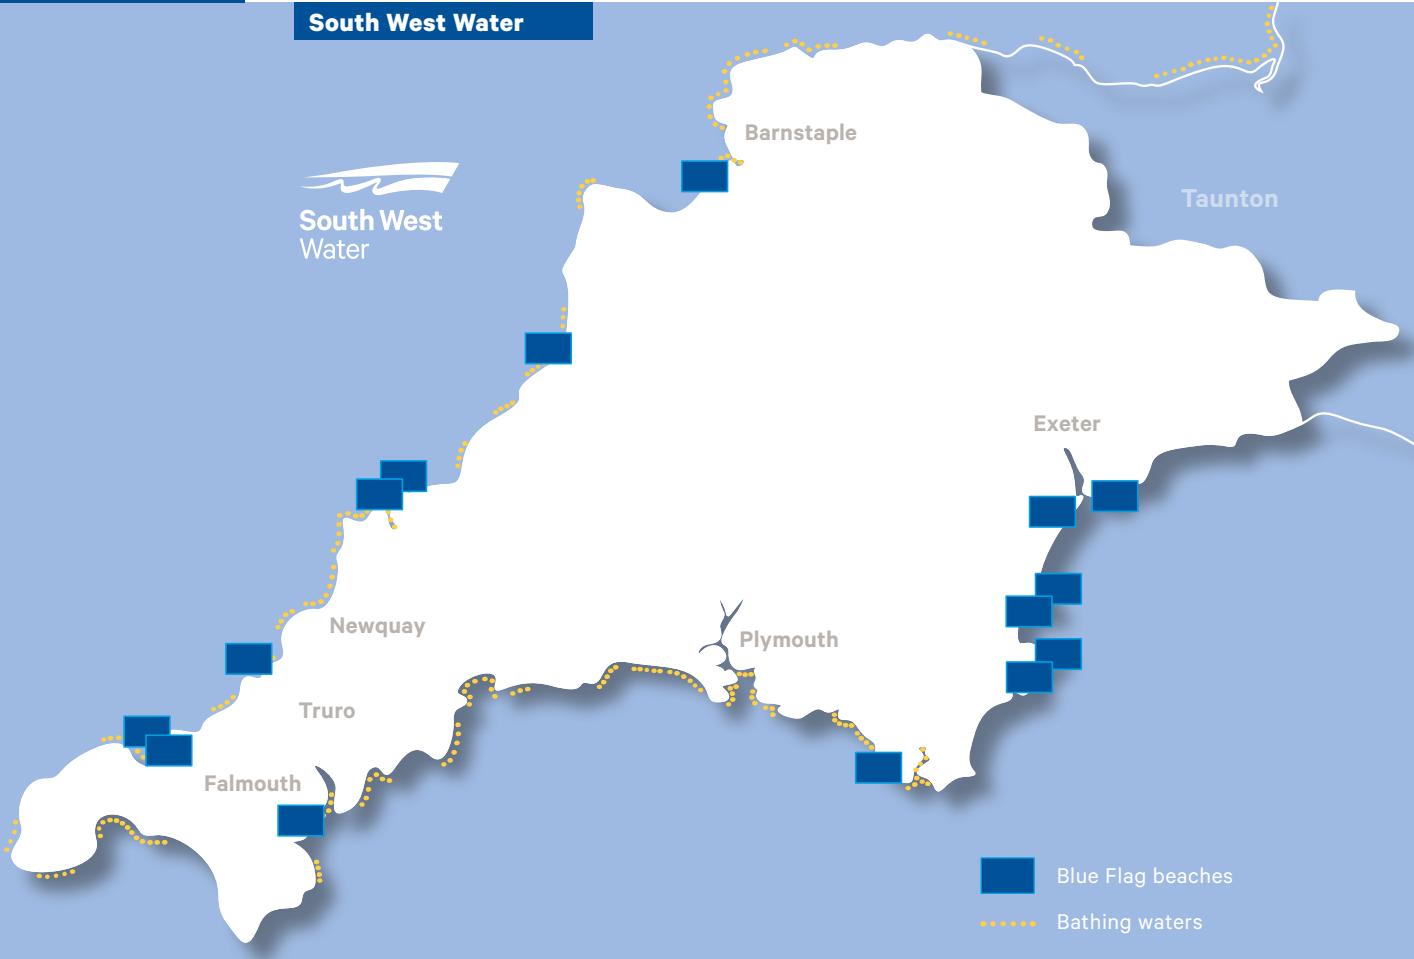 South West Water
Barnstaple
Taunton
South West
Water
Exeter
Newquay
Plymouth
Truro
Falmouth
Blue Flag beaches
Bathing waters